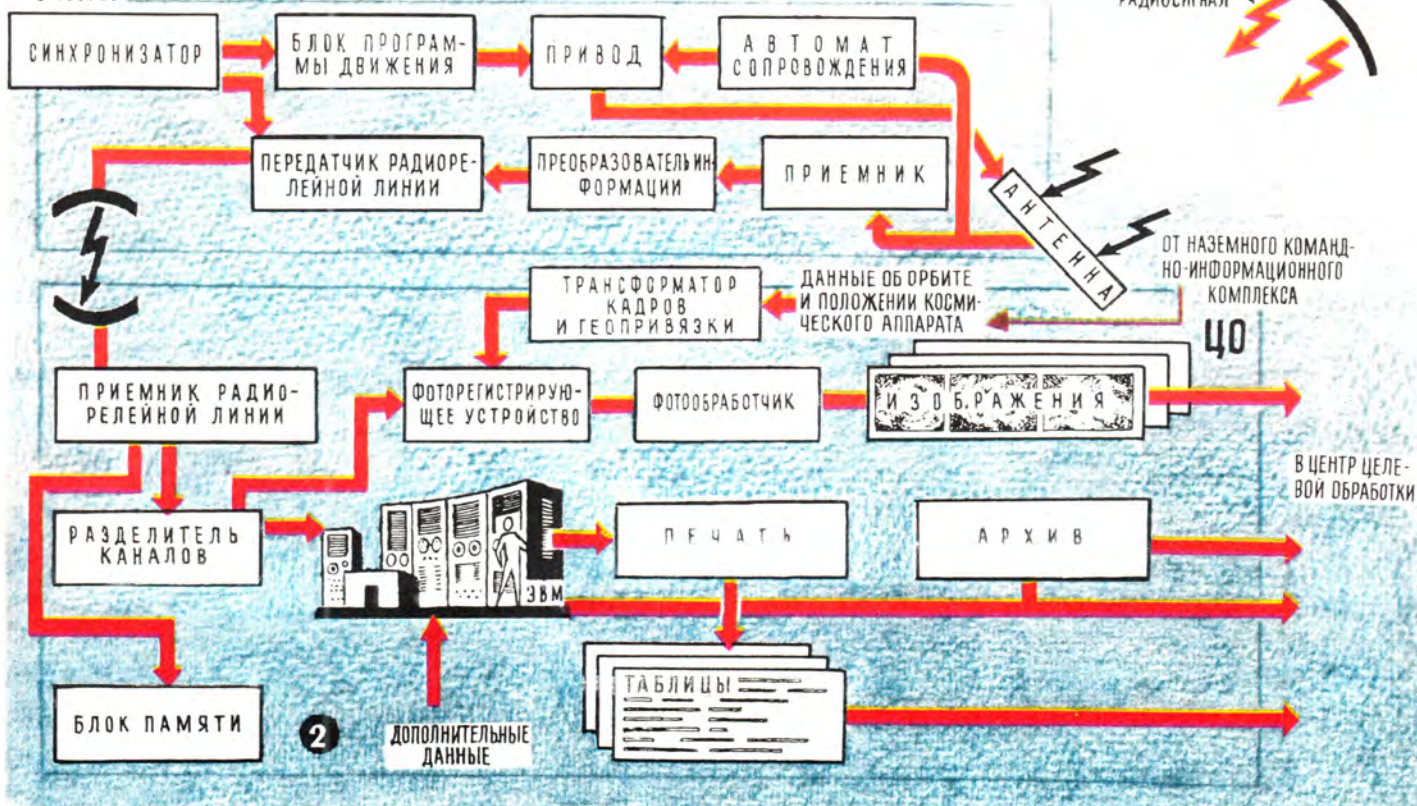 РАДИОСИГНАЛ
СИНХРОНИЗАТОР
БЛОК ПРОГРАМ-
МЫ ДВИЖЕНИЯ
ПРИВОД
АВТОМАТ
СОПРОВОЖДЕНИЯ
ПЕРЕДАТЧИК РАДИОРЕ-
ЛЕЙНОЙ ЛИНИИ
ПРЕОБРАЗОВАТЕЛЬ ИН-
ФОРМАЦИИ
ПРИЕМНИК
АНТЕННА
ОТ НАЗЕМНОГО КОМАНД-
НО-ИНФОРМАЦИОННОГО
КОМПЛЕКСА
ЦО
ТРАНСФОРМАТОР
КАДРОВ
И ГЕОПРИВЯЗКИ
ДАННЫЕ ОБ ОРБИТЕ
И ПОЛОЖЕНИИ КОСМИ-
ЧЕСКОГО АППАРАТА
ПРИЕМНИК РАДИО-
РЕЛЕЙНОЙ ЛИНИИ
ФОТОРЕГИСТРИРУЮ-
ЩЕЕ УСТРОЙСТВО
ФОТООБРАБОТЧИК
ИЗОБРАЖЕНИЯ
В ЦЕНТР ЦЕЛЕ-
ВОЙ ОБРАБОТКИ
РАЗДЕЛИТЕЛЬ
КАНАЛОВ
ЭВМ
ПЕЧАТЬ
АРХИВ
ТАБЛИЦЫ
БЛОК ПАМЯТИ
2
ДОПОЛНИТЕЛЬНЫЕ
ДАННЫЕ